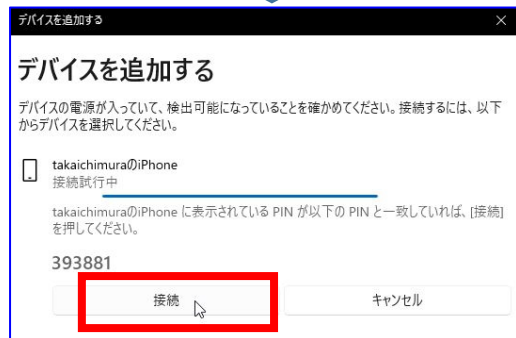 デバイスを追加する
デバイスを追加する
デバイスの電源が入っていて、検出可能になっていることを確かめてください。接続するには、以下
からデバイスを選択してください。
takaichimuraのiPhone
接続試行中
takaichimuraのiPhone に表示されている PIN が以下の PIN と一致していれば、[接続]
を押してください。
393881
接続
キャンセル